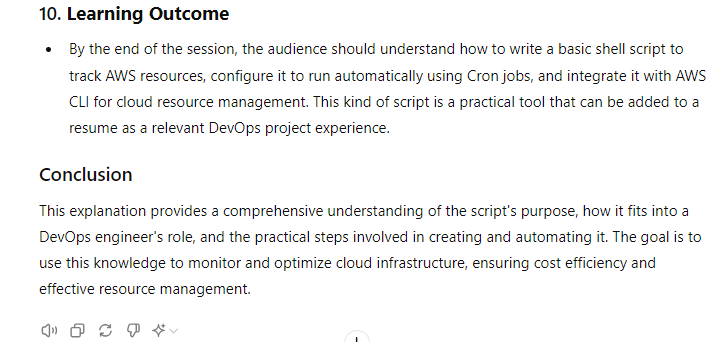 10. Learning Outcome
• By the end of the session, the audience should understand how to write a basic shell script to
track AWS resources, configure it to run automatically using Cron jobs, and integrate it with AWS
CLI for cloud resource management. This kind of script is a practical tool that can be added to a
resume as a relevant DevOps project experience.
Conclusion
This explanation provides a comprehensive understanding of the script's purpose, how it fits into a
DevOps engineer's role, and the practical steps involved in creating and automating it. The goal is to
use this knowledge to monitor and optimize cloud infrastructure, ensuring cost efficiency and
effective resource management.